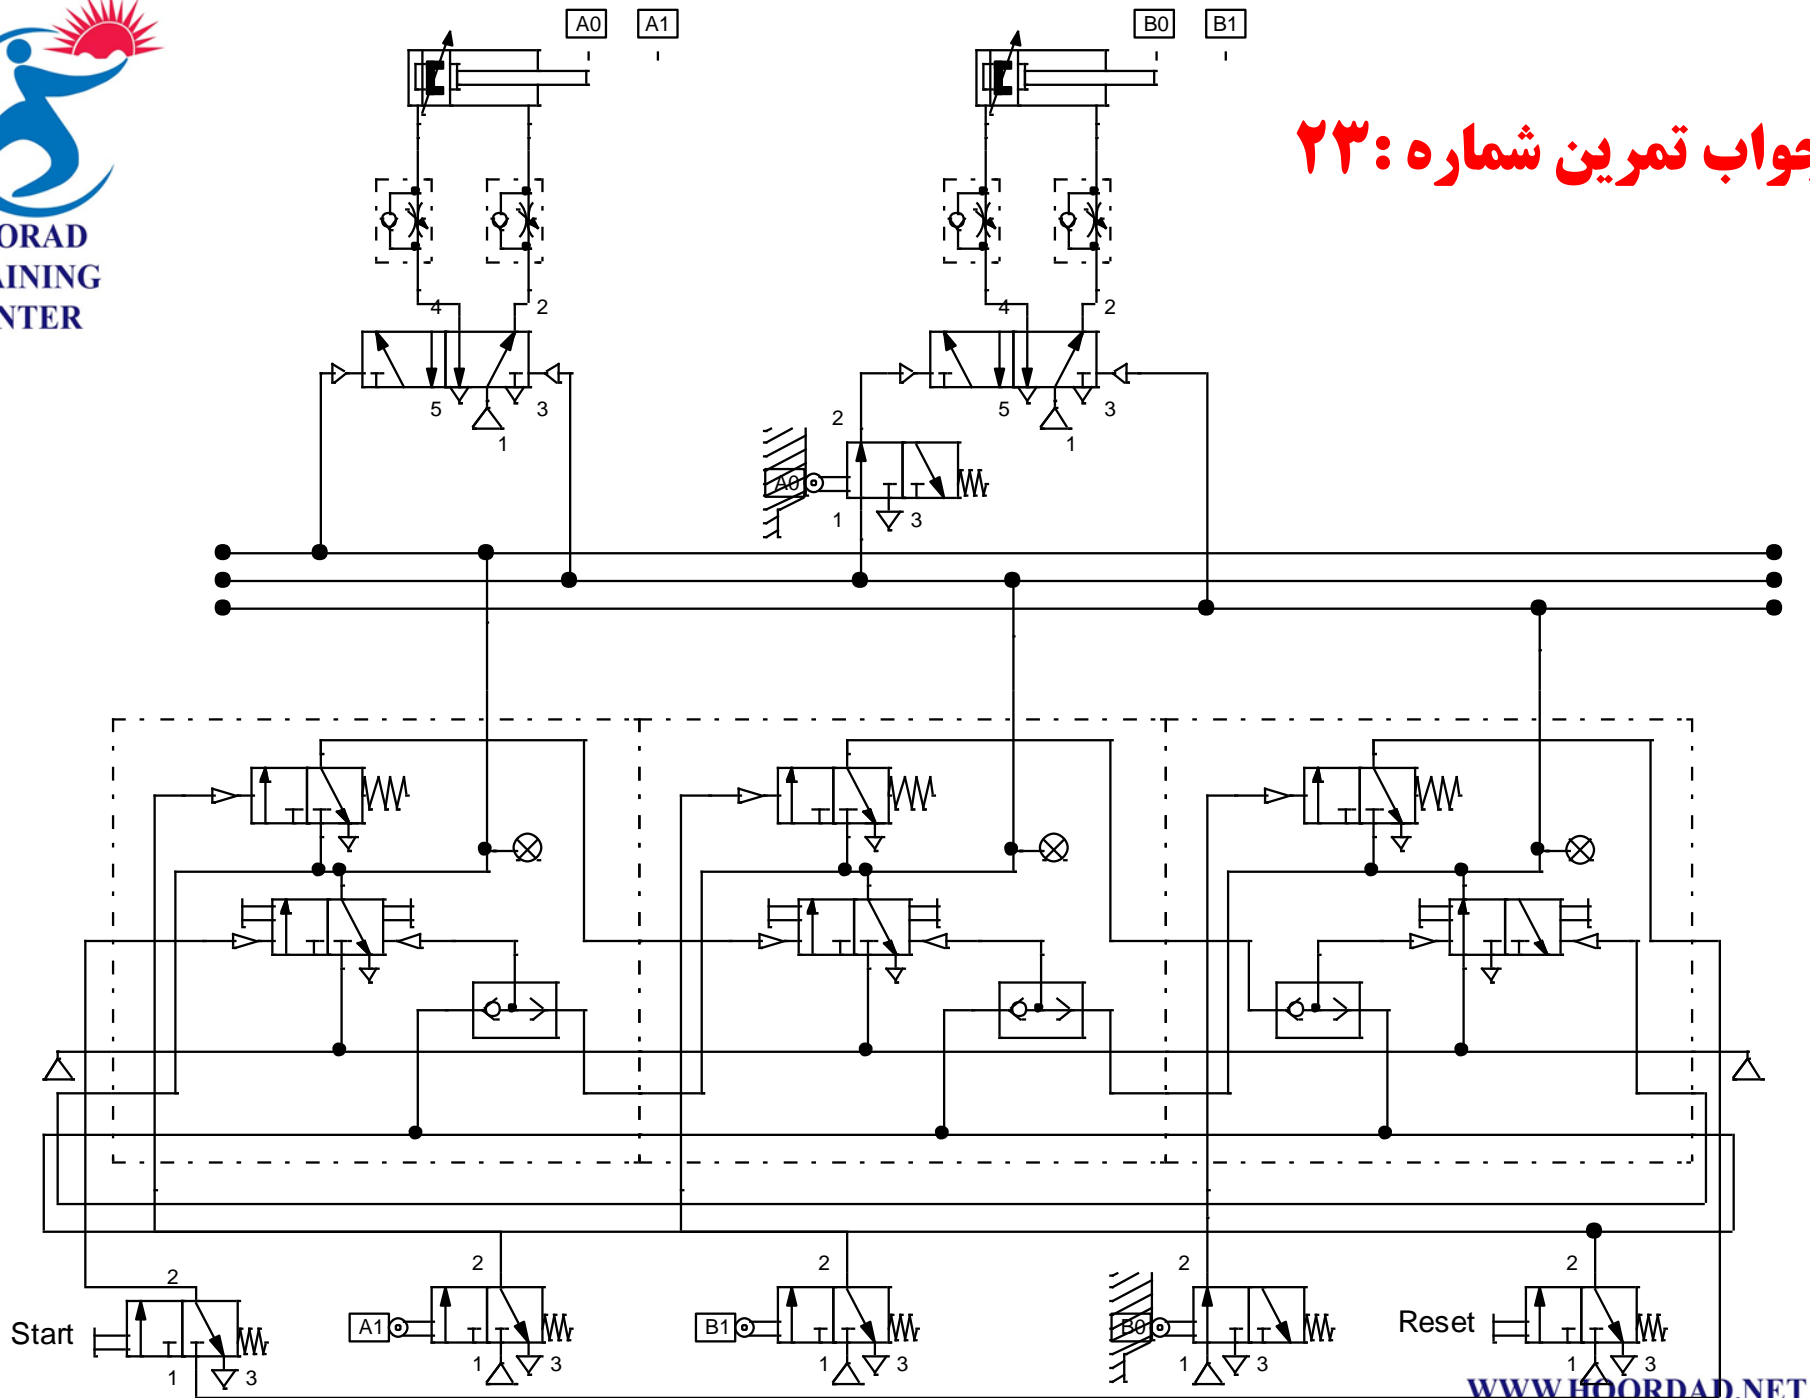 A0 A1 B0 B1
جواب تمرین شماره :۲۳
ORAD
AINING
NTER
4 2 4 2
5 3 5 3
1 1
2
A0
1 3
2 2 2 2 2
Start A1 B1 B0 Reset
1 3 1 3 1 3 1 3 1 3
WWW.HOORDAD.NET